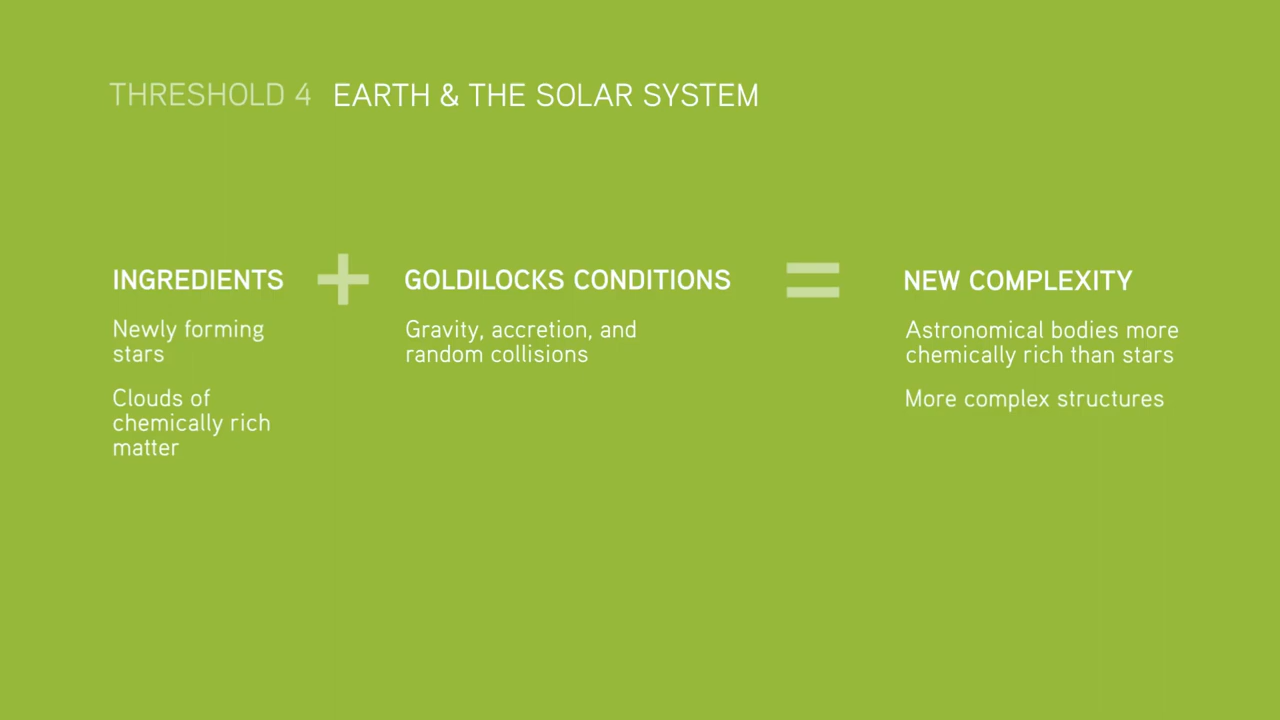 THRESHOLD 4 EARTH & THE SOLAR SYSTEM
INGREDIENTS + GOLDILOCKS CONDITIONS = NEW COMPLEXITY
Newly forming
stars
Clouds of
chemically rich
matter
Gravity, accretion, and
random collisions
Astronomical bodies more
chemically rich than stars
More complex structures